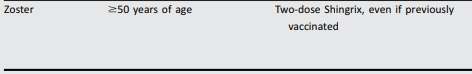 Zoster ≥50 years of age Two-dose Shingrix, even if previously
vaccinated